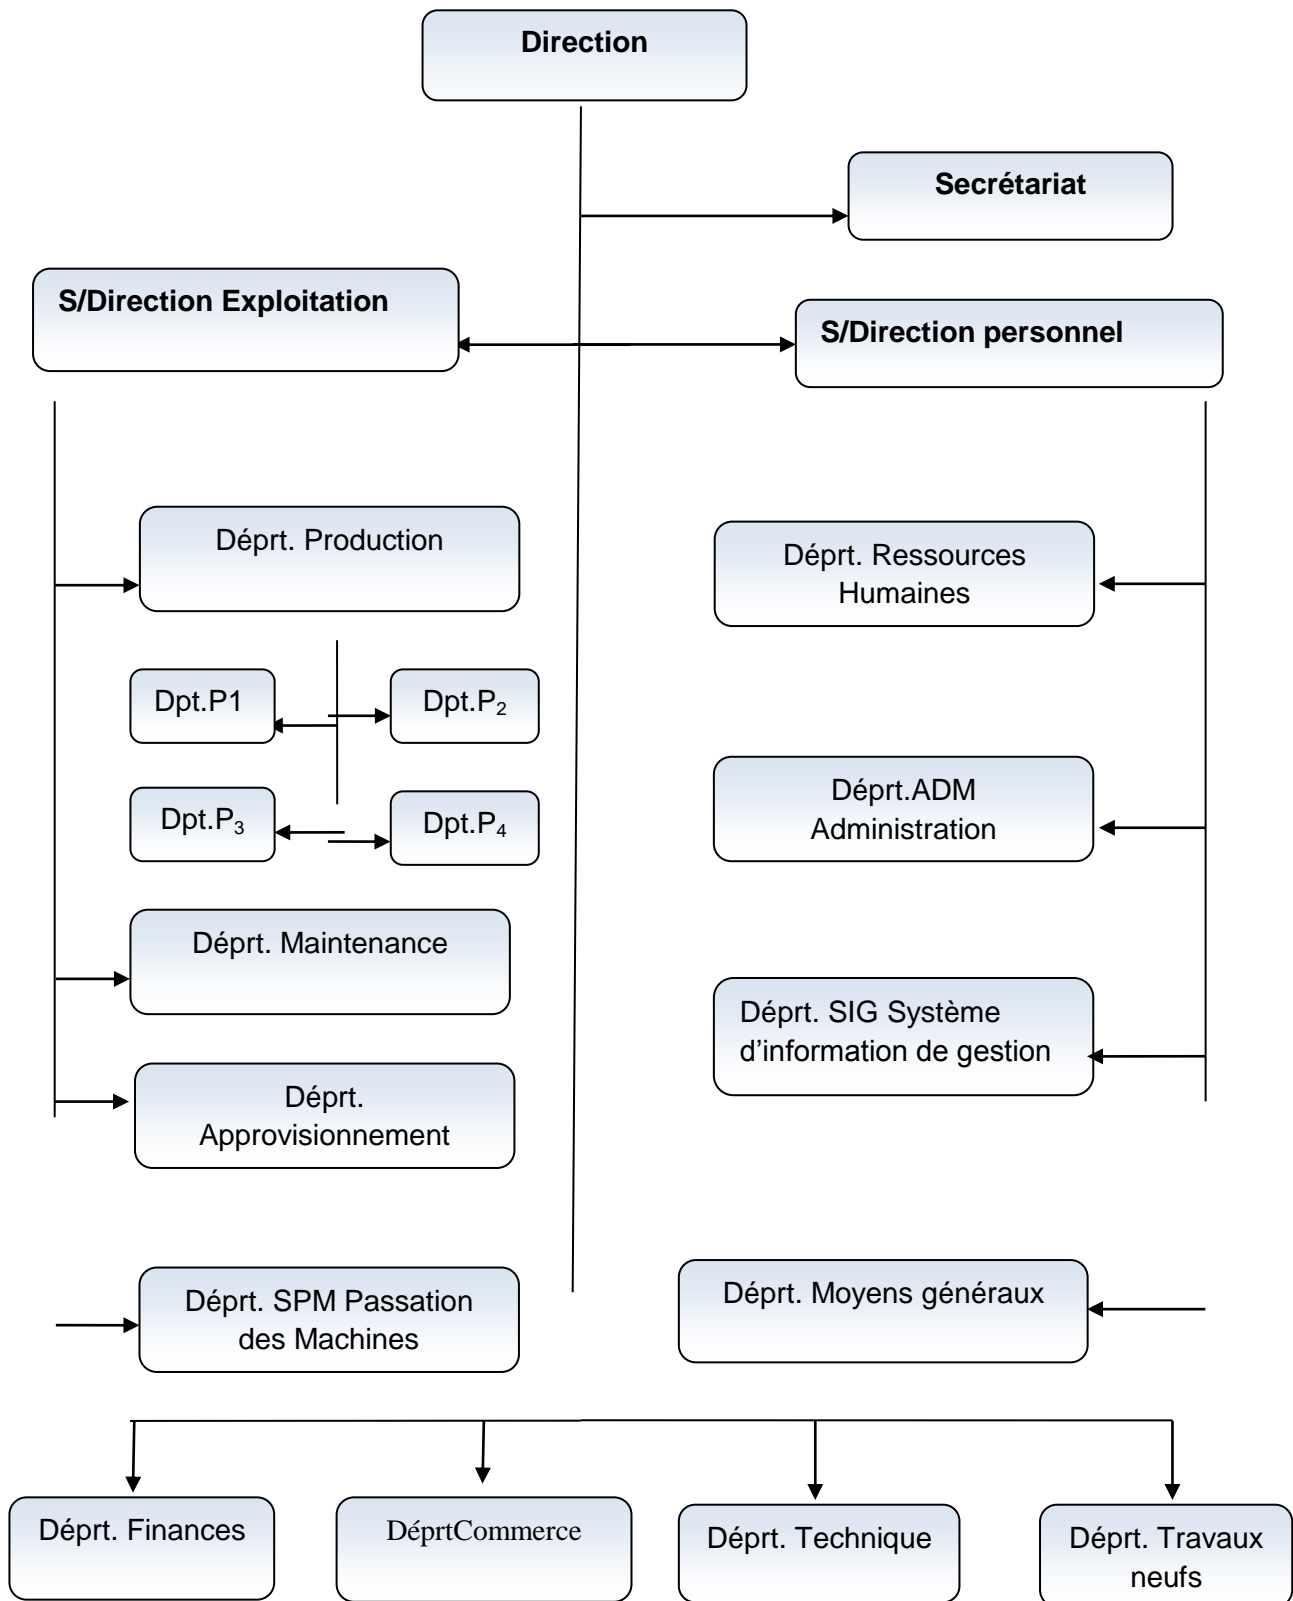 Direction
Secrétariat
S/Direction Exploitation
S/Direction personnel
Déprt. Production
Déprt. Ressources
Humaines
Dpt.P1
Dpt.P₂
Dpt.P₃
Dpt.P₄
Déprt.ADM
Administration
Déprt. Maintenance
Déprt. SIG Système
d’information de gestion
Déprt.
Approvisionnement
Déprt. SPM Passation
des Machines
Déprt. Moyens généraux
Déprt. Finances
DéprtCommerce
Déprt. Technique
Déprt. Travaux
neufs